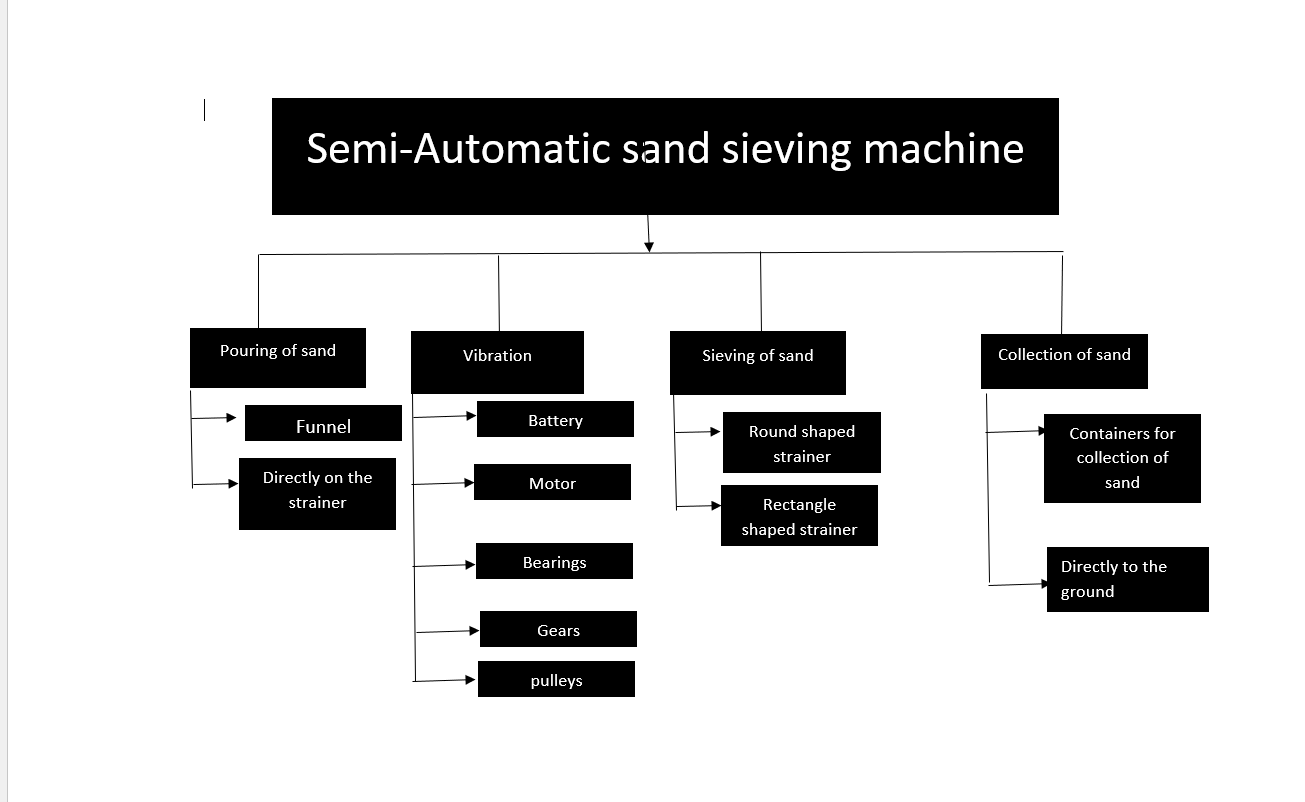 Semi-Automatic sand sieving machine
Pouring of sand
Funnel
Directly on the
strainer
Vibration
Battery
Motor
Bearings
Gears
pulleys
Sieving of sand
Round shaped
strainer
Rectangle
shaped strainer
Collection of sand
Containers for
collection of
sand
Directly to the
ground